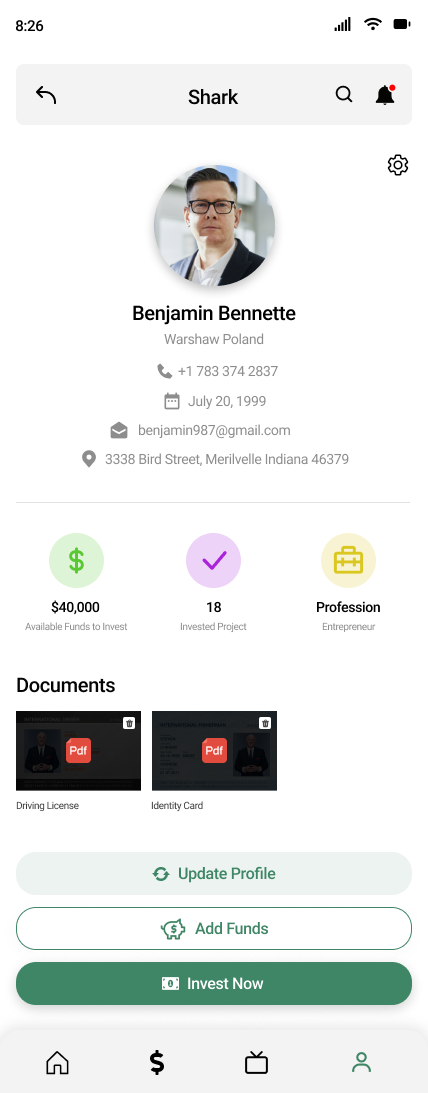 8:26
Shark
Benjamin Bennette
Warshaw Poland
+1 783 374 2837
July 20, 1999
benjamin987@gmail.com
3338 Bird Street, Merilvelle Indiana 46379
$
$40,000
Available Funds to Invest
18
Invested Project
Profession
Entrepreneur
Documents
Pdf
Pdf
Driving License
Identity Card
Update Profile
Add Funds
Invest Now
$